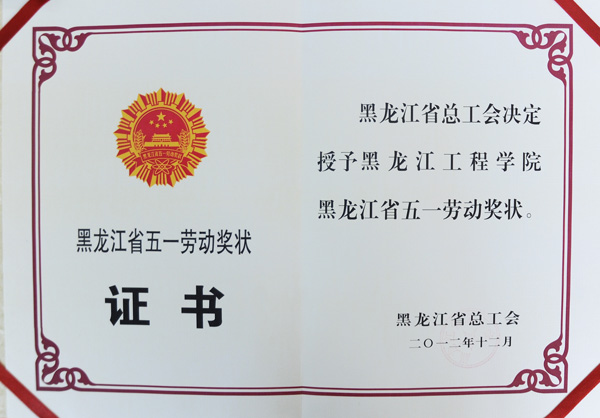 黑龙江省五一劳动奖状
证书
黑龙江省总工会决定
授予黑龙江工程学院
黑龙江省五一劳动奖状。
黑龙江省总工会
二〇一二年十二月